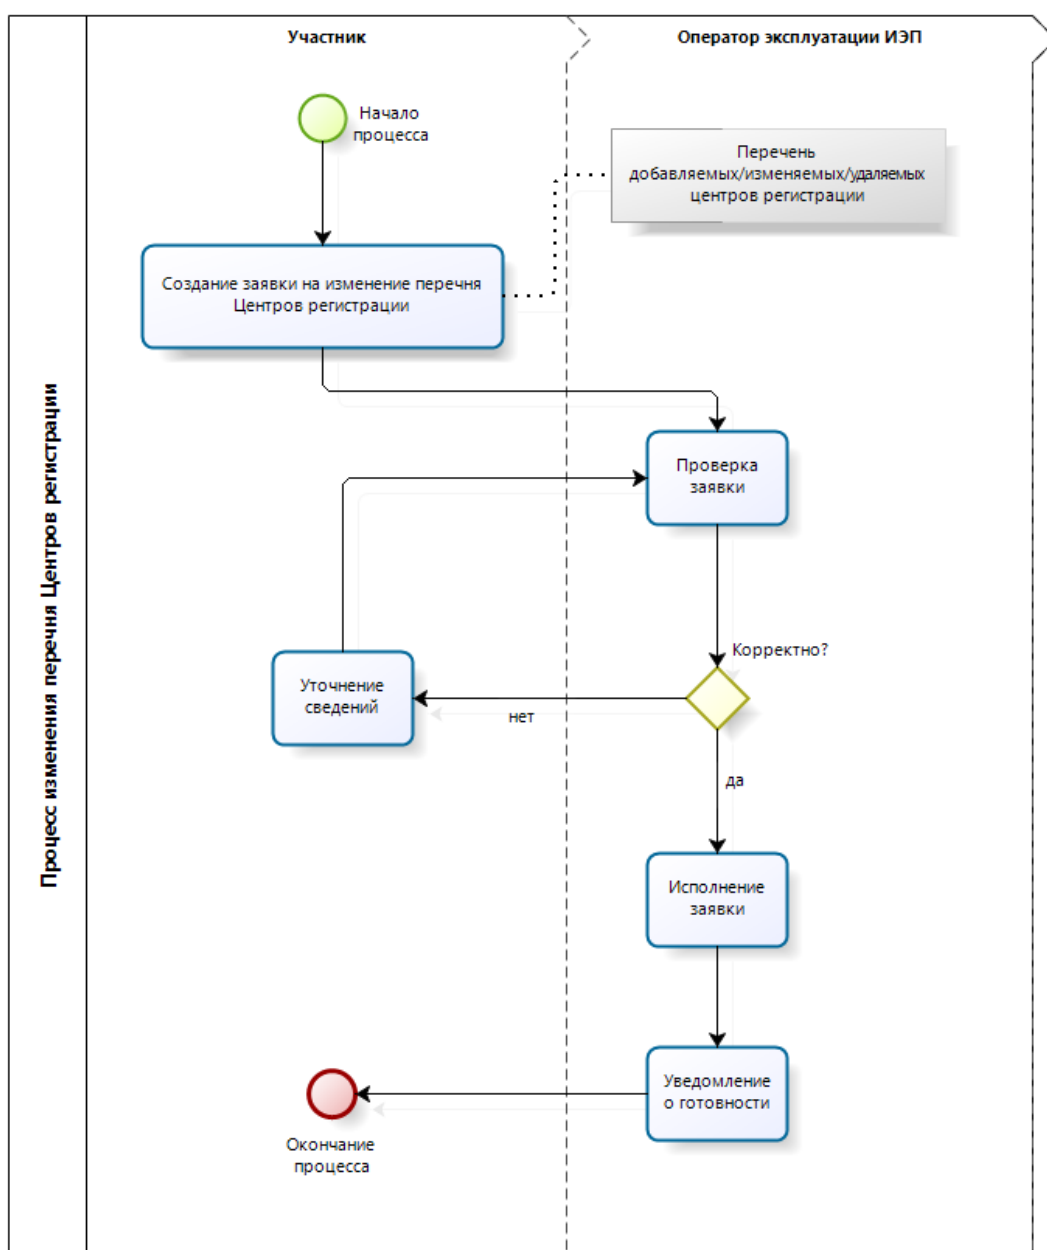 Процесс изменения перечня Центров регистрации
Участник
Оператор эксплуатации ИЭП
Начало
процесса
Перечень
добавляемых/изменяемых/удаляемых
центров регистрации
Создание заявки на изменение перечня
Центров регистрации
Проверка
заявки
Корректно?
Уточнение
сведений
нет
да
Исполнение
заявки
Уведомление
о готовности
Окончание
процесса